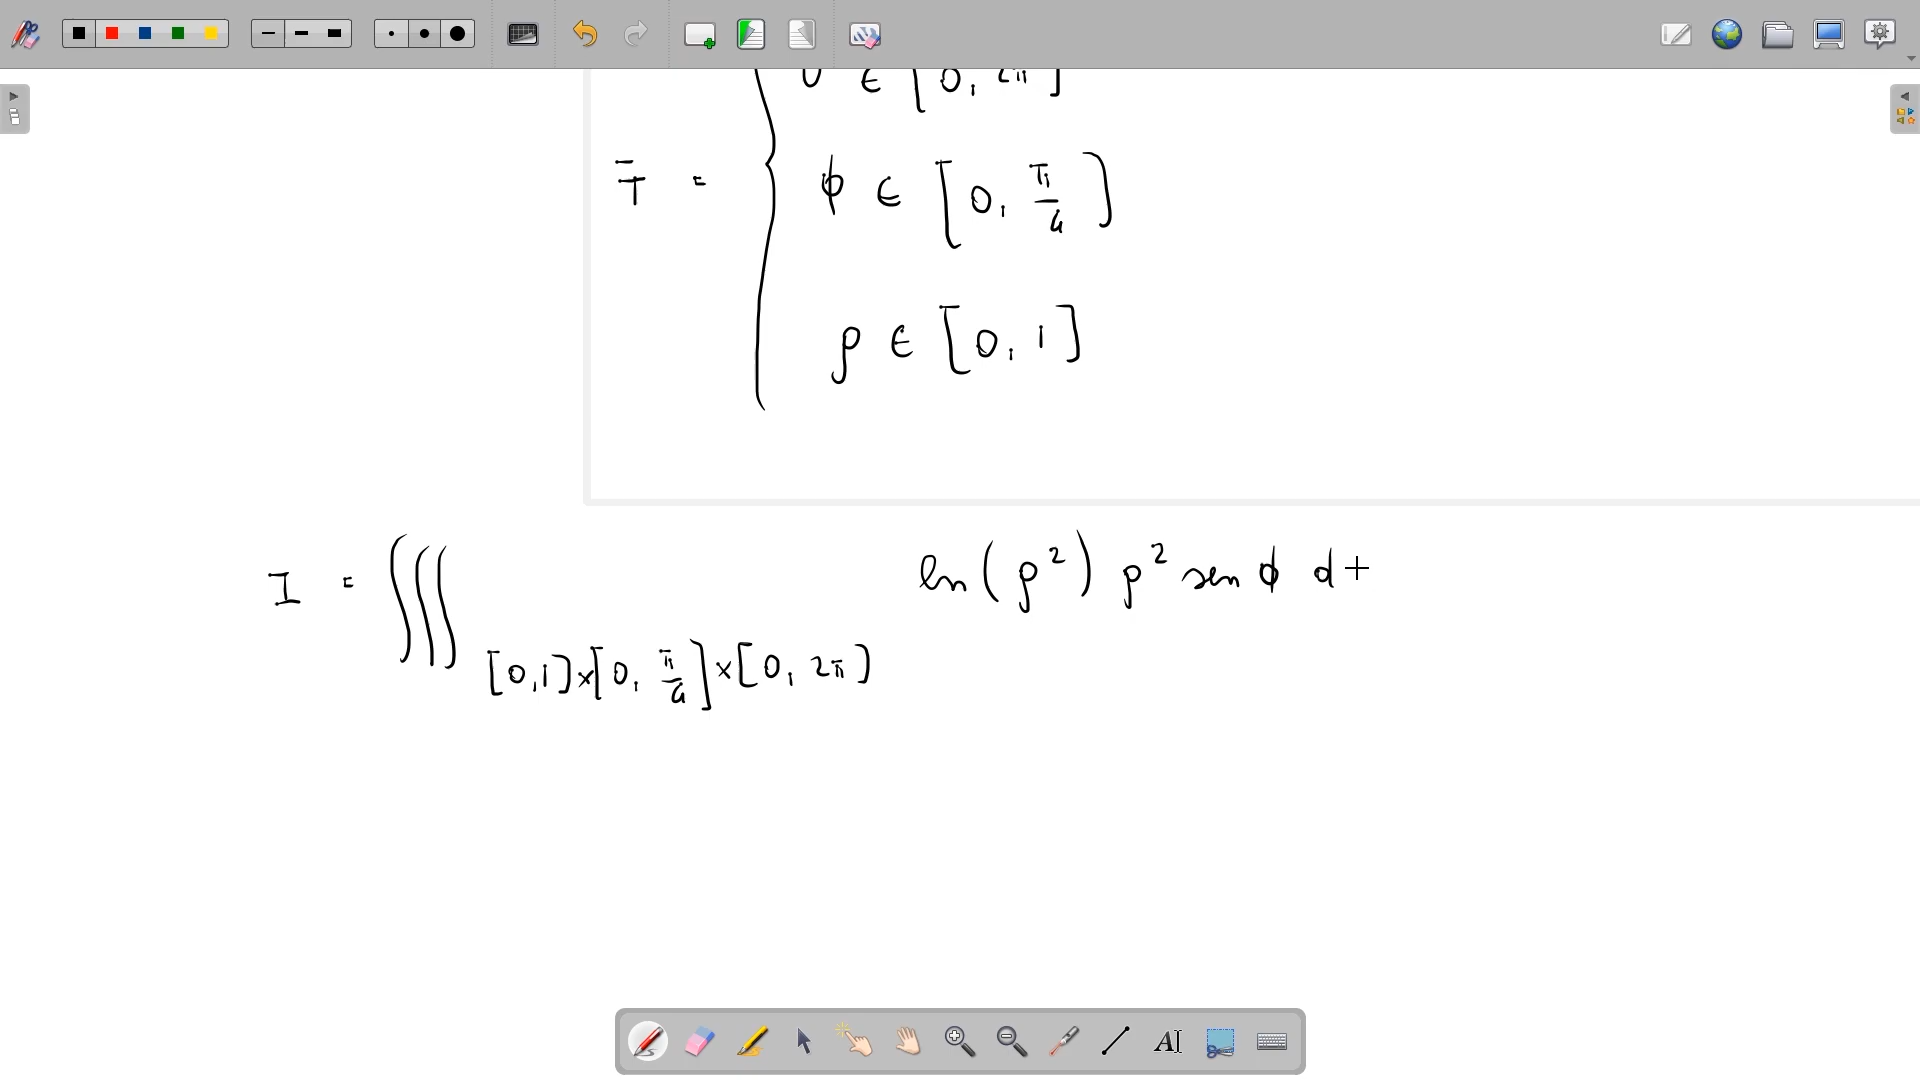 θ ∈ [0, 2π]
T = { φ ∈ [0, π/4]
ρ ∈ [0, 1]
I = ∭ [0,1]×[0, π/4]×[0, 2π] ln(ρ²) ρ² sen φ d